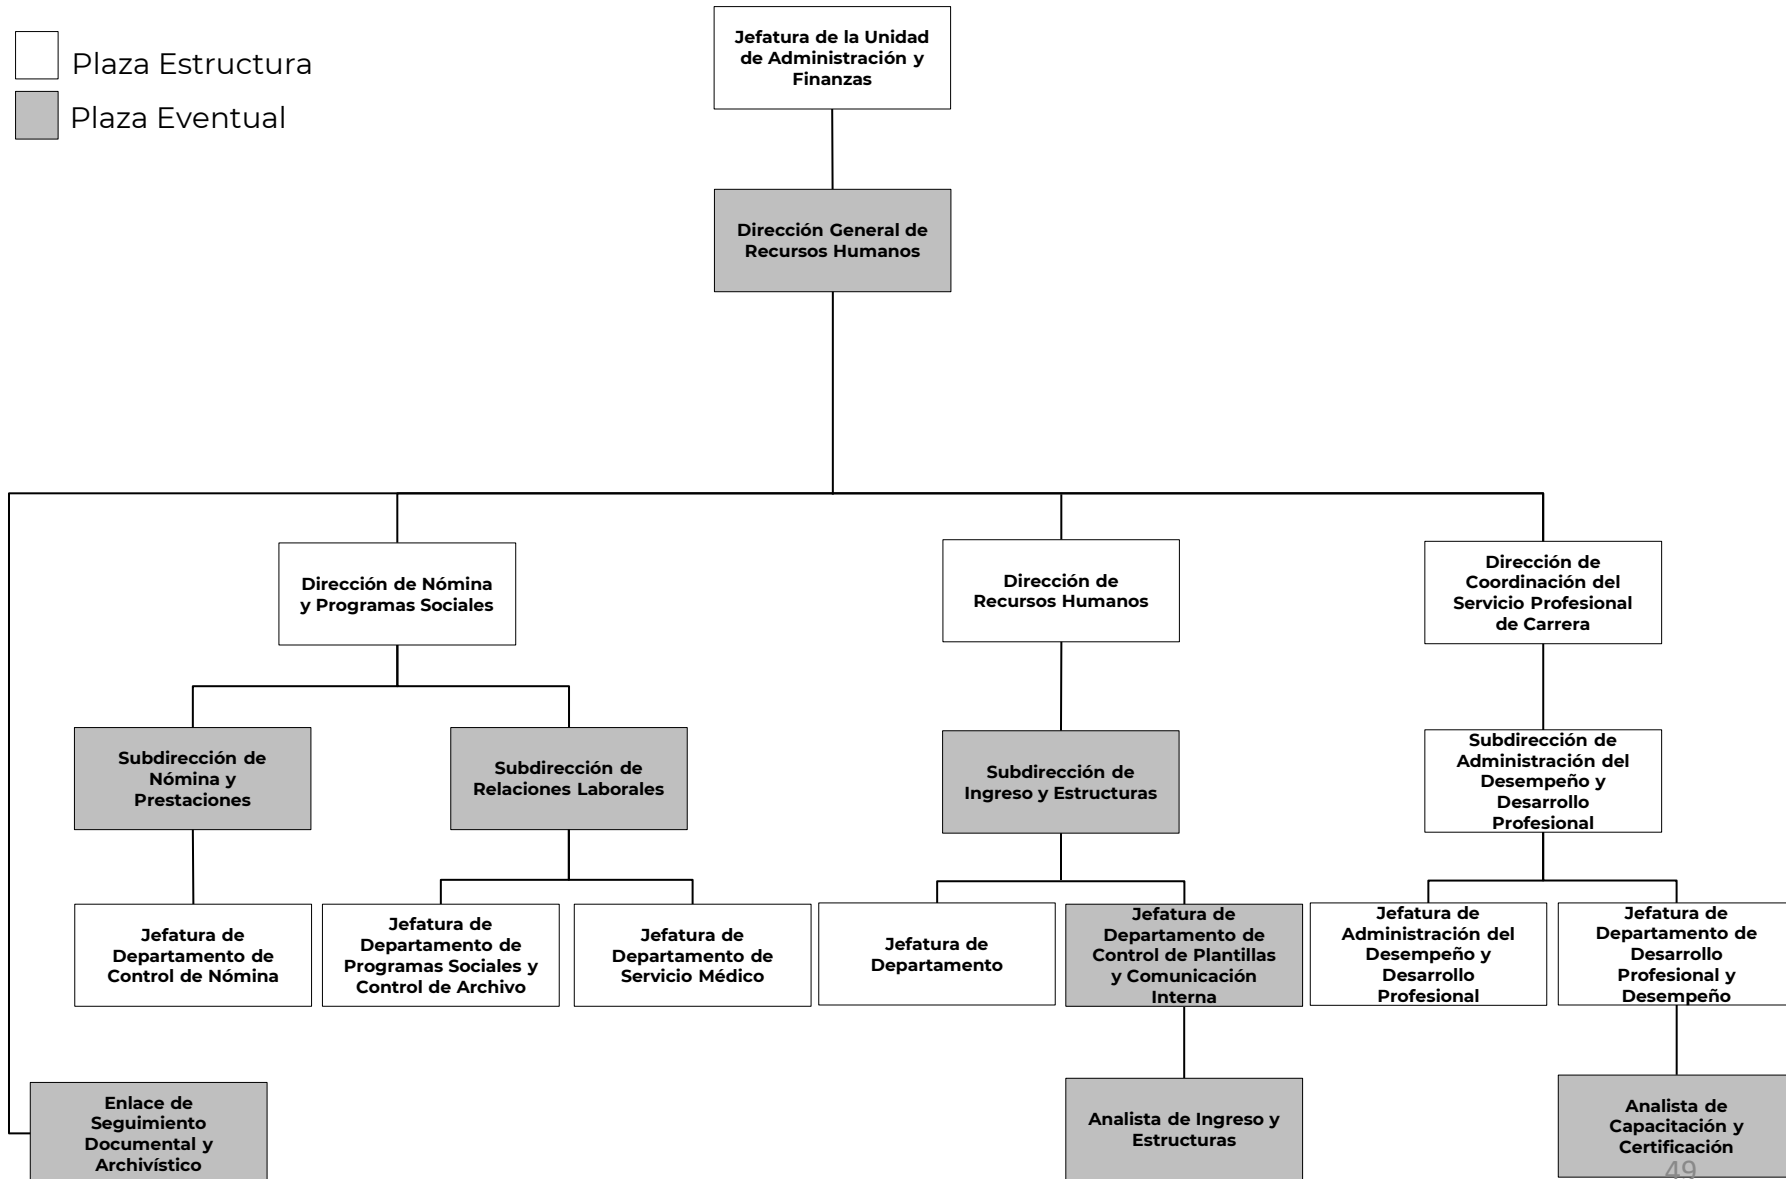 Plaza Estructura
Plaza Eventual
Jefatura de la Unidad
de Administración y
Finanzas
Dirección General de
Recursos Humanos
Dirección de Nómina
y Programas Sociales
Dirección de
Recursos Humanos
Dirección de
Coordinación del
Servicio Profesional
de Carrera
Subdirección de
Nómina y
Prestaciones
Subdirección de
Relaciones Laborales
Subdirección de
Ingreso y Estructuras
Subdirección de
Administración del
Desempeño y
Desarrollo
Profesional
Jefatura de
Departamento de
Control de Nómina
Jefatura de
Departamento de
Programas Sociales y
Control de Archivo
Jefatura de
Departamento de
Servicio Médico
Jefatura de
Departamento
Jefatura de
Departamento de
Control de Plantillas
y Comunicación
Interna
Jefatura de
Administración del
Desempeño y
Desarrollo
Profesional
Jefatura de
Departamento de
Desarrollo
Profesional y
Desempeño
Enlace de
Seguimiento
Documental y
Archivístico
Analista de Ingreso y
Estructuras
Analista de
Capacitación y
Certificación
49